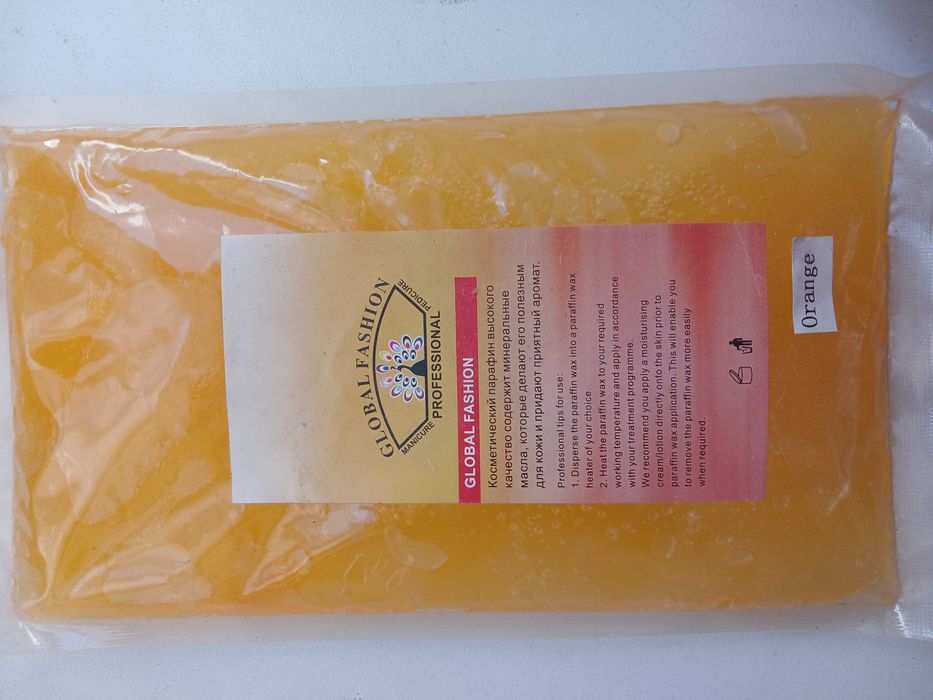 GLOBAL FASHION
MANICURE
PEDICURE
PROFESSIONAL
GLOBAL FASHION
Косметический парафин высокого
качество содержит минеральные
масла, которые делают его полезным
для кожи и придают приятный аромат.
Professional tips for use:
1. Disperse the paraffin wax into a paraffin wax
heater of your choice.
2. Heat the paraffin wax to your required
working temperature and apply in accordance
with your treatment programme.
We recommend you apply a moisturising
cream/lotion directly onto the skin prior to
paraffin wax application. This will enable you
to remove the paraffin wax more easily
when required.
Orange